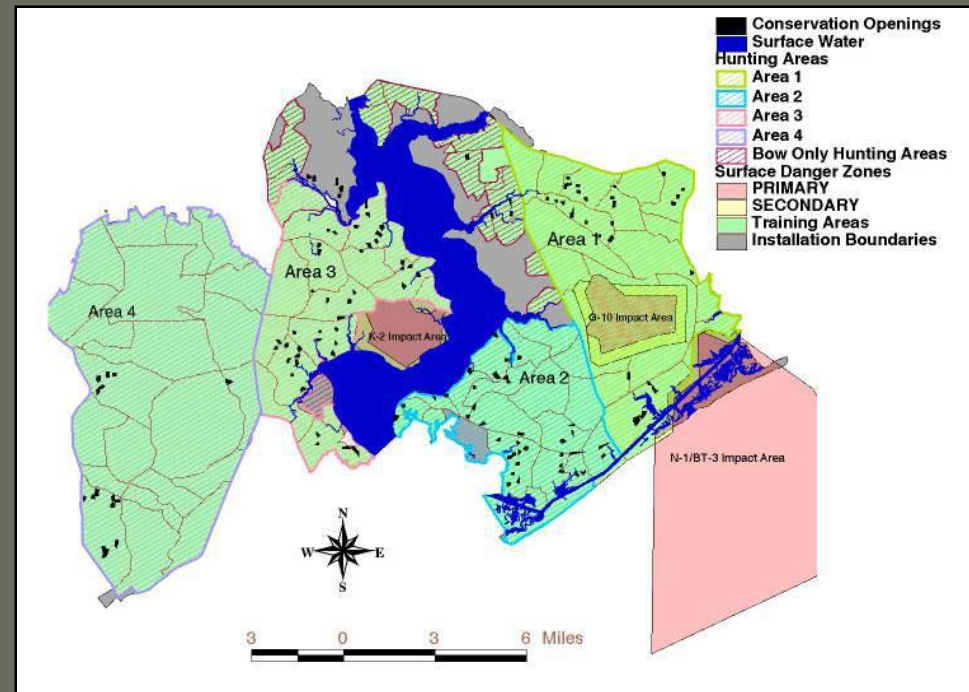 Conservation Openings
Surface Water
Hunting Areas
Area 1
Area 2
Area 3
Area 4
Bow Only Hunting Areas
Surface Danger Zones
PRIMARY
SECONDARY
Training Areas
Installation Boundaries
Area 1
Area 3
Area 4
G-10 Impact Area
K-2 Impact Area
Area 2
N-1/BT-3 Impact Area
N
W E
S
3 0 3 6 Miles